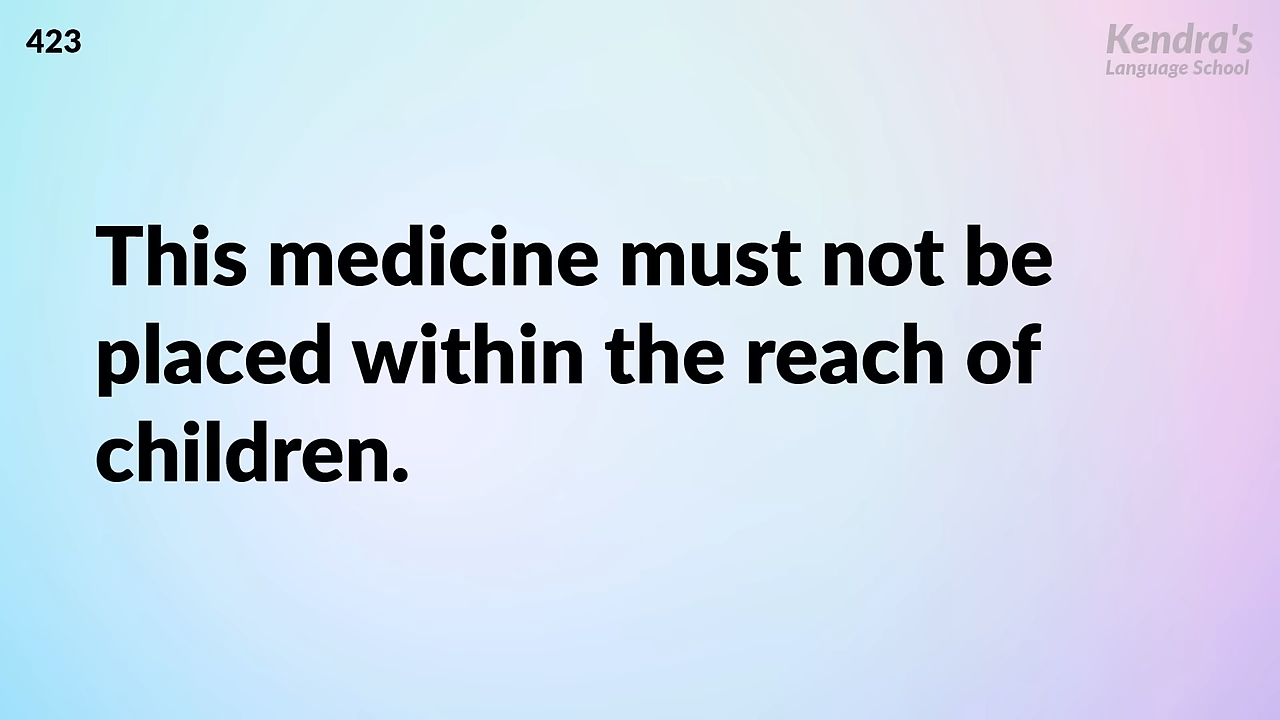 423
Kendra's
Language School
This medicine must not be
placed within the reach of
children.